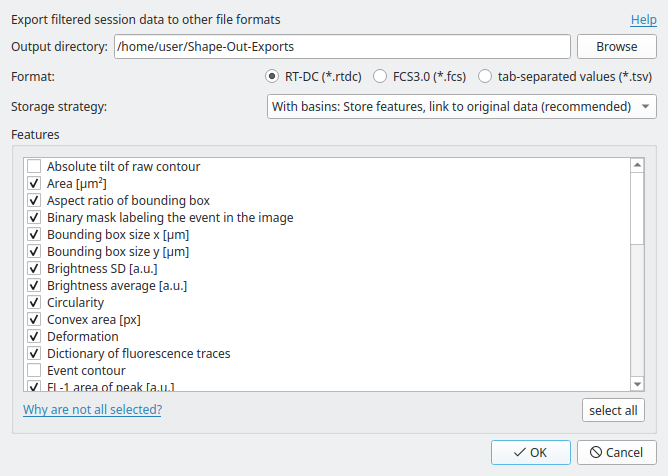 Export filtered session data to other file formats Help
Output directory: /home/user/Shape-Out-Exports Browse
Format: RT-DC (*.rtdc) FCS3.0 (*.fcs) tab-separated values (*.tsv)
Storage strategy: With basins: Store features, link to original data (recommended)
Features
Absolute tilt of raw contour
Area [µm²]
Aspect ratio of bounding box
Binary mask labeling the event in the image
Bounding box size x [µm]
Bounding box size y [µm]
Brightness SD [a.u.]
Brightness average [a.u.]
Circularity
Convex area [px]
Deformation
Dictionary of fluorescence traces
Event contour
FL-1 area of peak [a.u.]
Why are not all selected? select all
OK Cancel